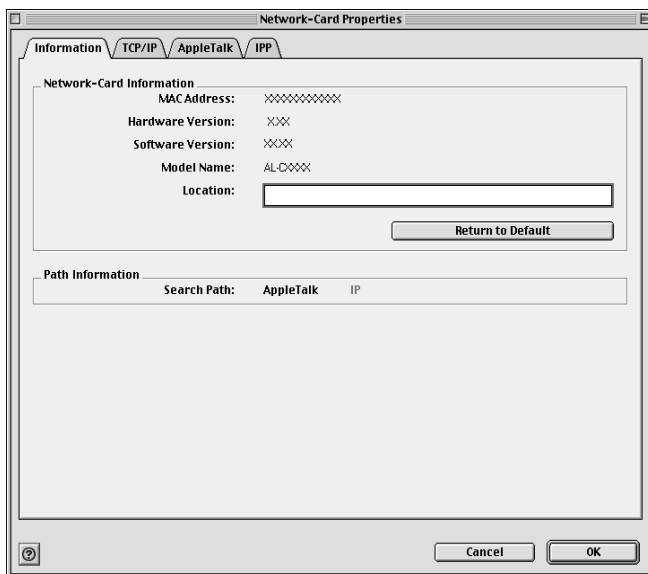 Network-Card Properties
Information TCP/IP AppleTalk IPP
Network-Card Information
MAC Address: XXXXXXXXXXX
Hardware Version: X.XX
Software Version: XX.XX
Model Name: AL-CXXXX
Location:
Return to Default
Path Information
Search Path: AppleTalk IP
?
Cancel OK